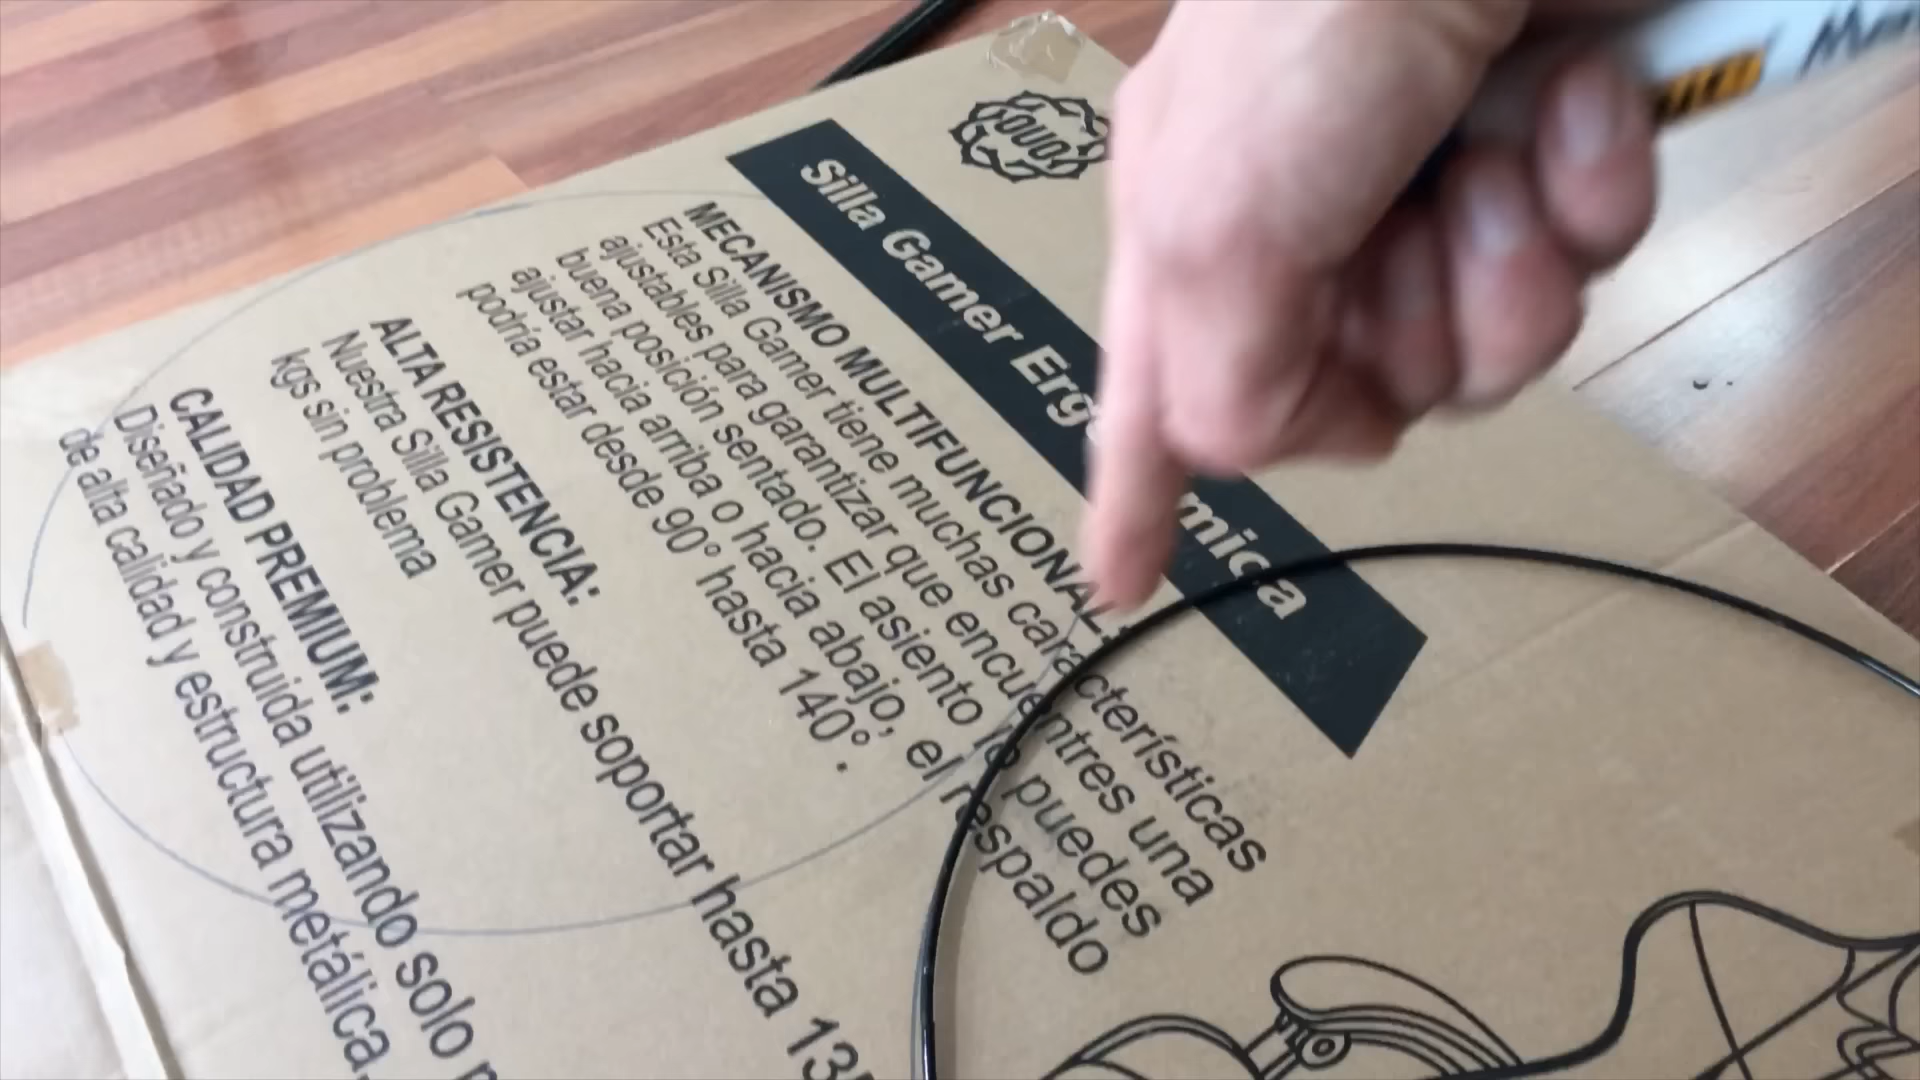 Silla Gamer Erg mica
MECANISMO MULTIFUNCIONAL:
Esta Silla Gamer tiene muchas características
ajustables para garantizar que encuentres una
buena posición sentado. El asiento lo puedes
ajustar hacia arriba o hacia abajo, el respaldo
podría estar desde 90° hasta 140°.
ALTA RESISTENCIA:
Nuestra Silla Gamer puede soportar hasta 135
kgs sin problema
CALIDAD PREMIUM:
Diseñado y construida utilizando solo
de alta calidad y estructura metálica.